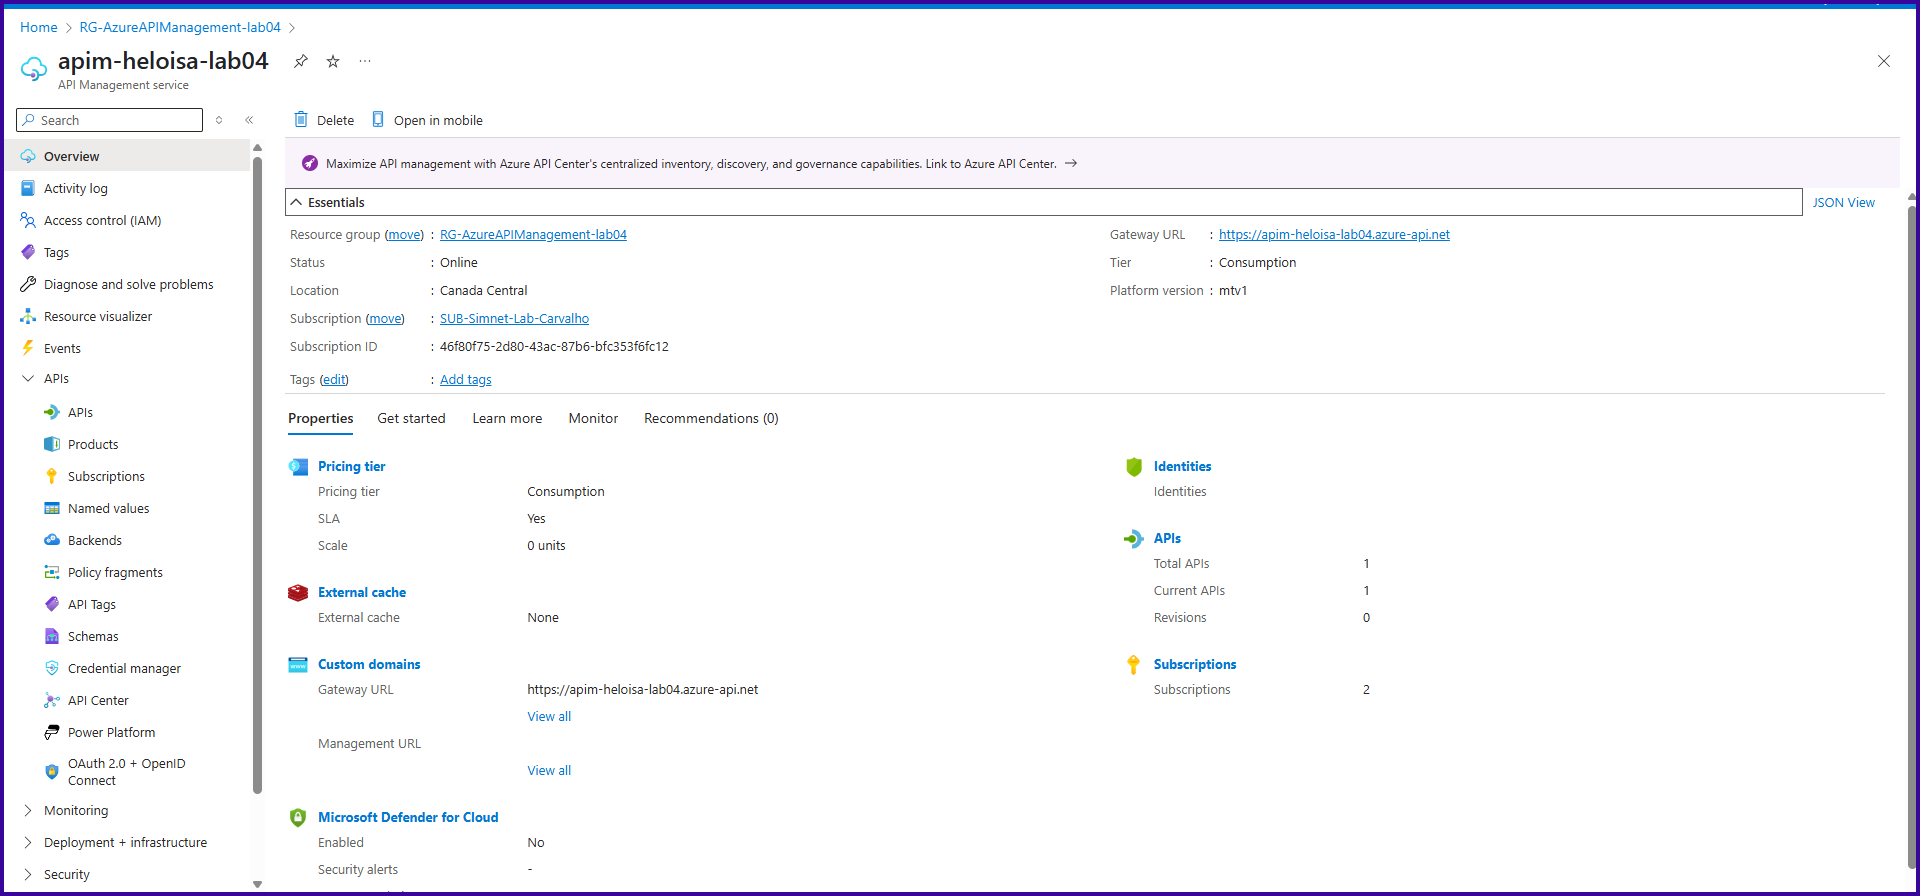 Home > RG-AzureAPIManagement-lab04 >
apim-heloisa-lab04
API Management service
Search
Overview
Activity log
Access control (IAM)
Tags
Diagnose and solve problems
Resource visualizer
Events
APIs
APIs
Products
Subscriptions
Named values
Backends
Policy fragments
API Tags
Schemas
Credential manager
API Center
Power Platform
OAuth 2.0 + OpenID
Connect
Monitoring
Deployment + infrastructure
Security
Delete
Open in mobile
Maximize API management with Azure API Center's centralized inventory, discovery, and governance capabilities. Link to Azure API Center. →
Essentials
JSON View
Resource group (move) : RG-AzureAPIManagement-lab04
Status : Online
Location : Canada Central
Subscription (move) : SUB-Simnet-Lab-Carvalho
Subscription ID : 46f80f75-2d80-43ac-87b6-bfc353f6fc12
Tags (edit) : Add tags
Gateway URL : https://apim-heloisa-lab04.azure-api.net
Tier : Consumption
Platform version : mtv1
Properties
Get started
Learn more
Monitor
Recommendations (0)
Pricing tier
Pricing tier Consumption
SLA Yes
Scale 0 units
External cache
External cache None
Custom domains
Gateway URL https://apim-heloisa-lab04.azure-api.net
View all
Management URL
View all
Microsoft Defender for Cloud
Enabled No
Security alerts -
Identities
Identities
APIs
Total APIs 1
Current APIs 1
Revisions 0
Subscriptions
Subscriptions 2